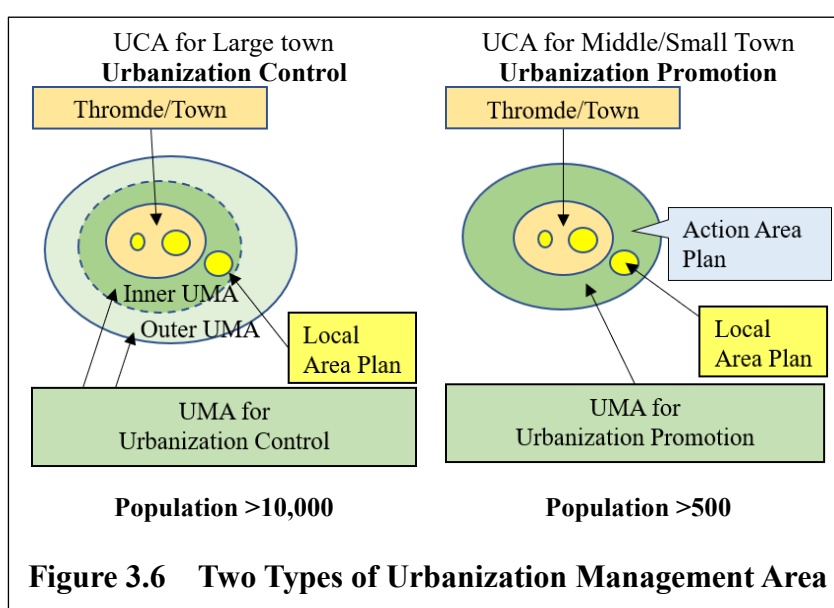 UCA for Large town
Urbanization Control
Thromde/Town
Inner UMA
Outer UMA
Local
Area Plan
UMA for
Urbanization Control
Population >10,000
UCA for Middle/Small Town
Urbanization Promotion
Thromde/Town
Action Area
Plan
Local
Area Plan
UMA for
Urbanization Promotion
Population >500
Figure 3.6 Two Types of Urbanization Management Area